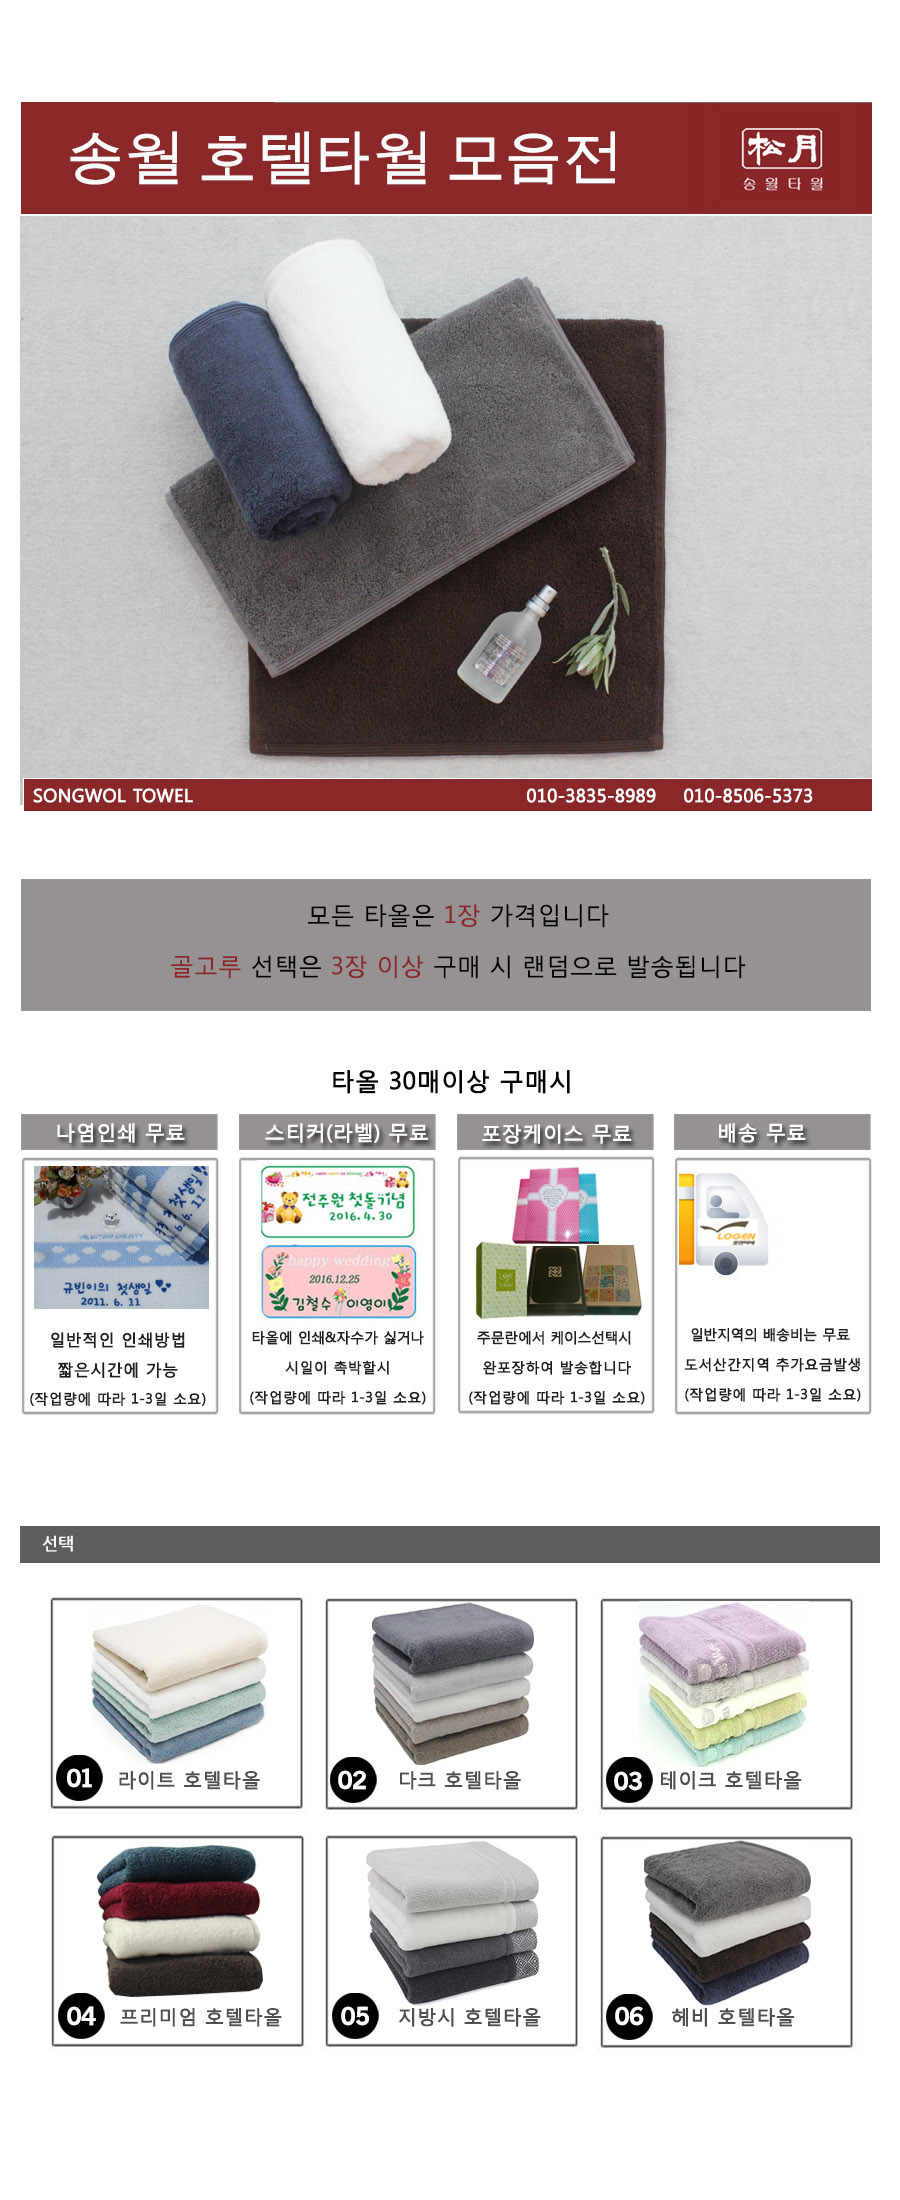 송월 호텔타월 모음전
松月
송월타월
SONGWOL TOWEL
010-3835-8989 010-8506-5373
모든 타올은 1장 가격입니다
골고루 선택은 3장 이상 구매 시 랜덤으로 발송됩니다
타올 30매이상 구매시
나염인쇄 무료
첫생일
6. 11
VALENTINO CHRISTY
규빈이의 첫생일
2011. 6. 11
일반적인 인쇄방법
짧은시간에 가능
(작업량에 따라 1-3일 소요)
스티커(라벨) 무료
전주원 첫돌기념
2016. 4. 30
happy wedding
2016.12.25
김철수 이영이
타올에 인쇄&자수가 싫거나
시일이 촉박할시
(작업량에 따라 1-3일 소요)
포장케이스 무료
주문란에서 케이스선택시
완포장하여 발송합니다
(작업량에 따라 1-3일 소요)
배송 무료
LOGEN
일반지역의 배송비는 무료
도서산간지역 추가요금발생
(작업량에 따라 1-3일 소요)
선택
01 라이트 호텔타올
02 다크 호텔타올
03 테이크 호텔타올
04 프리미엄 호텔타올
05 지방시 호텔타올
06 헤비 호텔타올